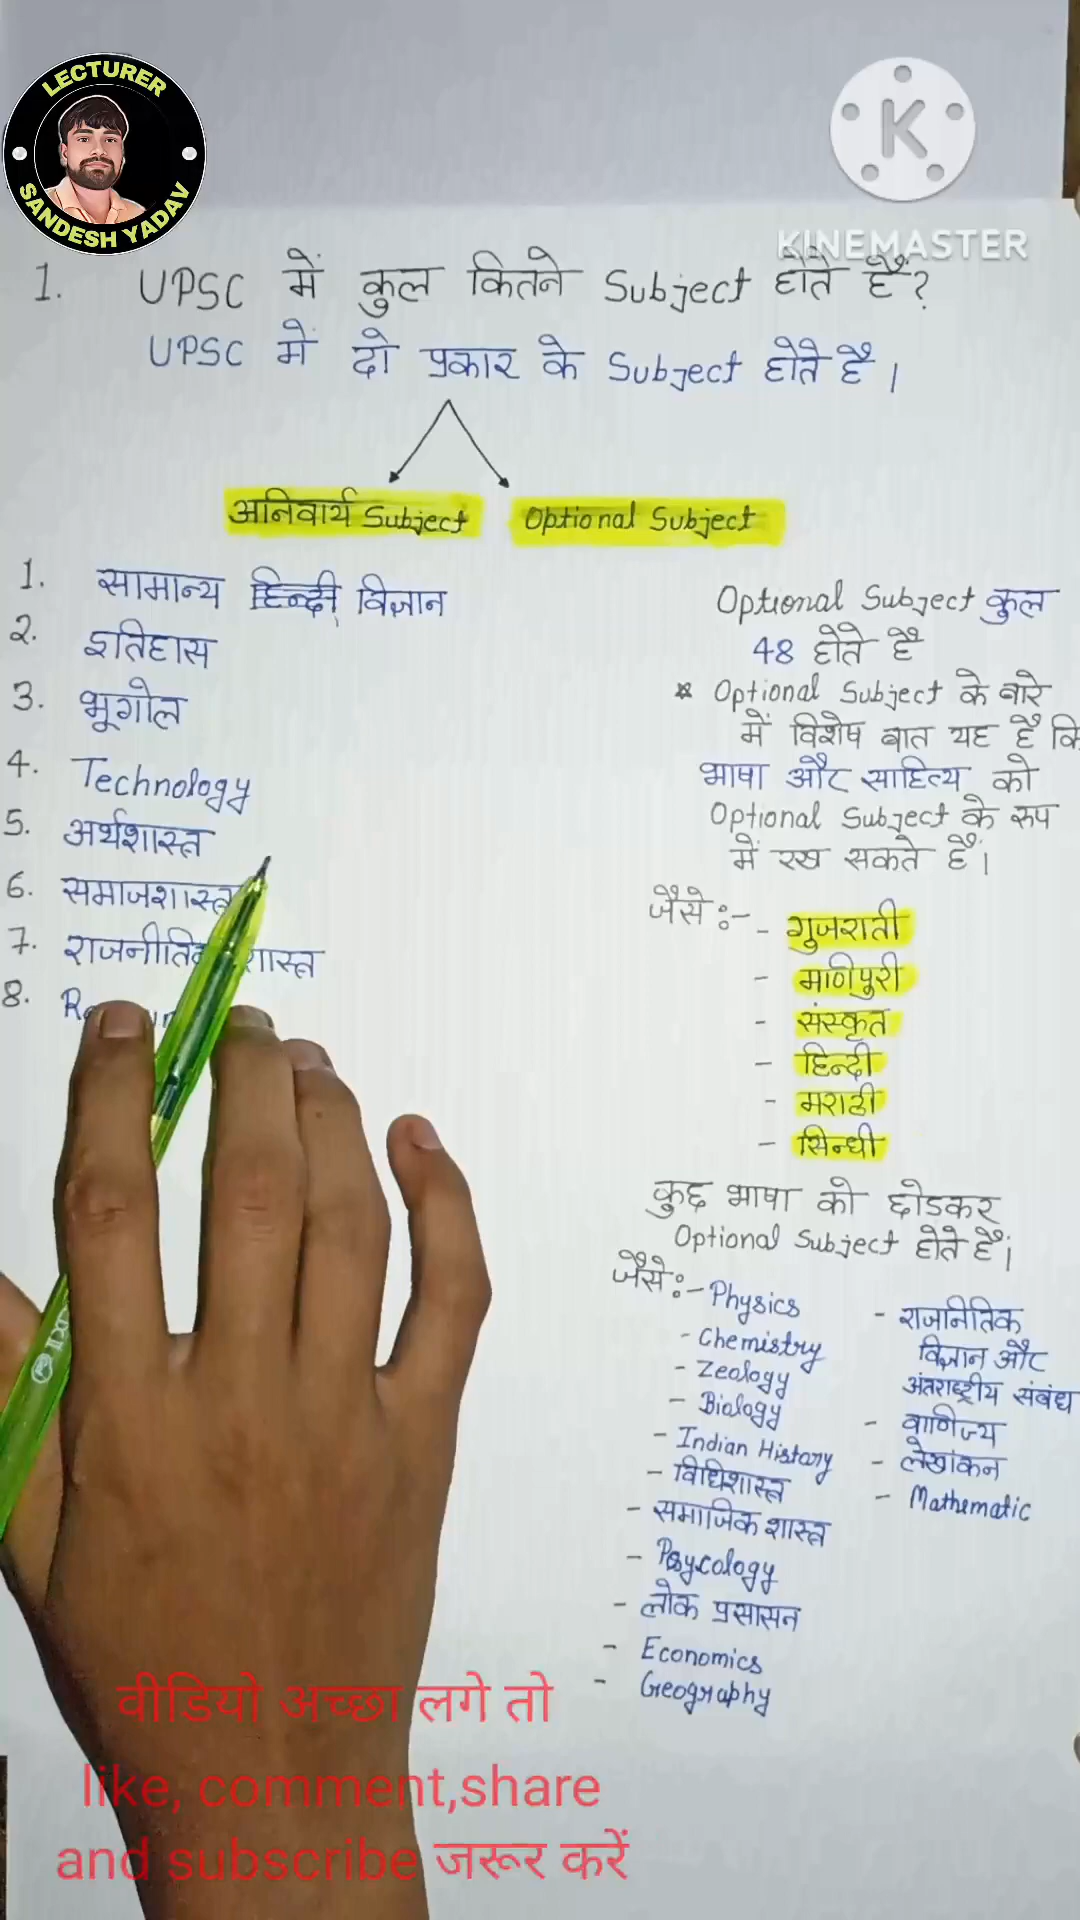 LECTURER
SANDESH YADAV
K
KINEMASTER
1. UPSC में कुल कितने Subject होते हैं?
UPSC में दो प्रकार के Subject होते है।
अनिवार्य Subject
Optional Subject
1. सामान्य हिन्दी विज्ञान
2. इतिहास
3. भूगोल
4. Technology
5. अर्थशास्त्र
6. समाजशास्त्र
7. राजनीतिक शास्त्र
8.
Optional Subject कुल
48 होते है
* Optional Subject के बारे
में विशेष बात यह है कि
भाषा और साहित्य को
Optional Subject के रुप
में रख सकते हैं।
जैसे :-
- गुजराती
- मणिपुरी
- संस्कृत
- हिन्दी
- मराठी
- सिन्धी
कुछ भाषा को छोडकर
Optional Subject होते हैं।
जैसे :- Physics
- Chemistry
- Zeology
- Biology
- Indian History
- विधिशास्त्र
- समाजिक शास्त्र
- Psycology
- लोक प्रसासन
- Economics
- Geography
- राजनितिक
विज्ञान और
अंतराष्ट्रीय संबंध
- वाणिज्य
- लेखांकन
- Mathematic
वीडियो अच्छा लगे तो
like, comment,share
and subscribe जरूर करें